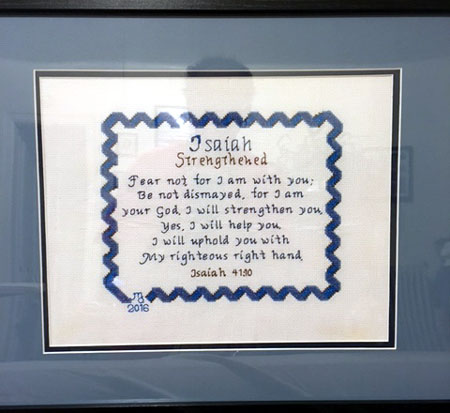 Isaiah
Strengthened
Fear not, for I am with you;
Be not dismayed, for I am
your God, I will strengthen you,
Yes, I will help you,
I will uphold you with
My righteous right hand.
Isaiah 41:10
2016